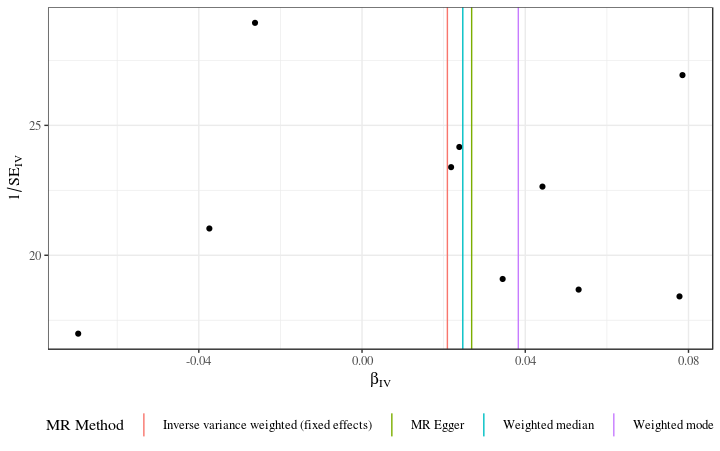 1/SE_IV
25
20
-0.04 0.00 0.04 0.08
β_IV
MR Method Inverse variance weighted (fixed effects) MR Egger Weighted median Weighted mode